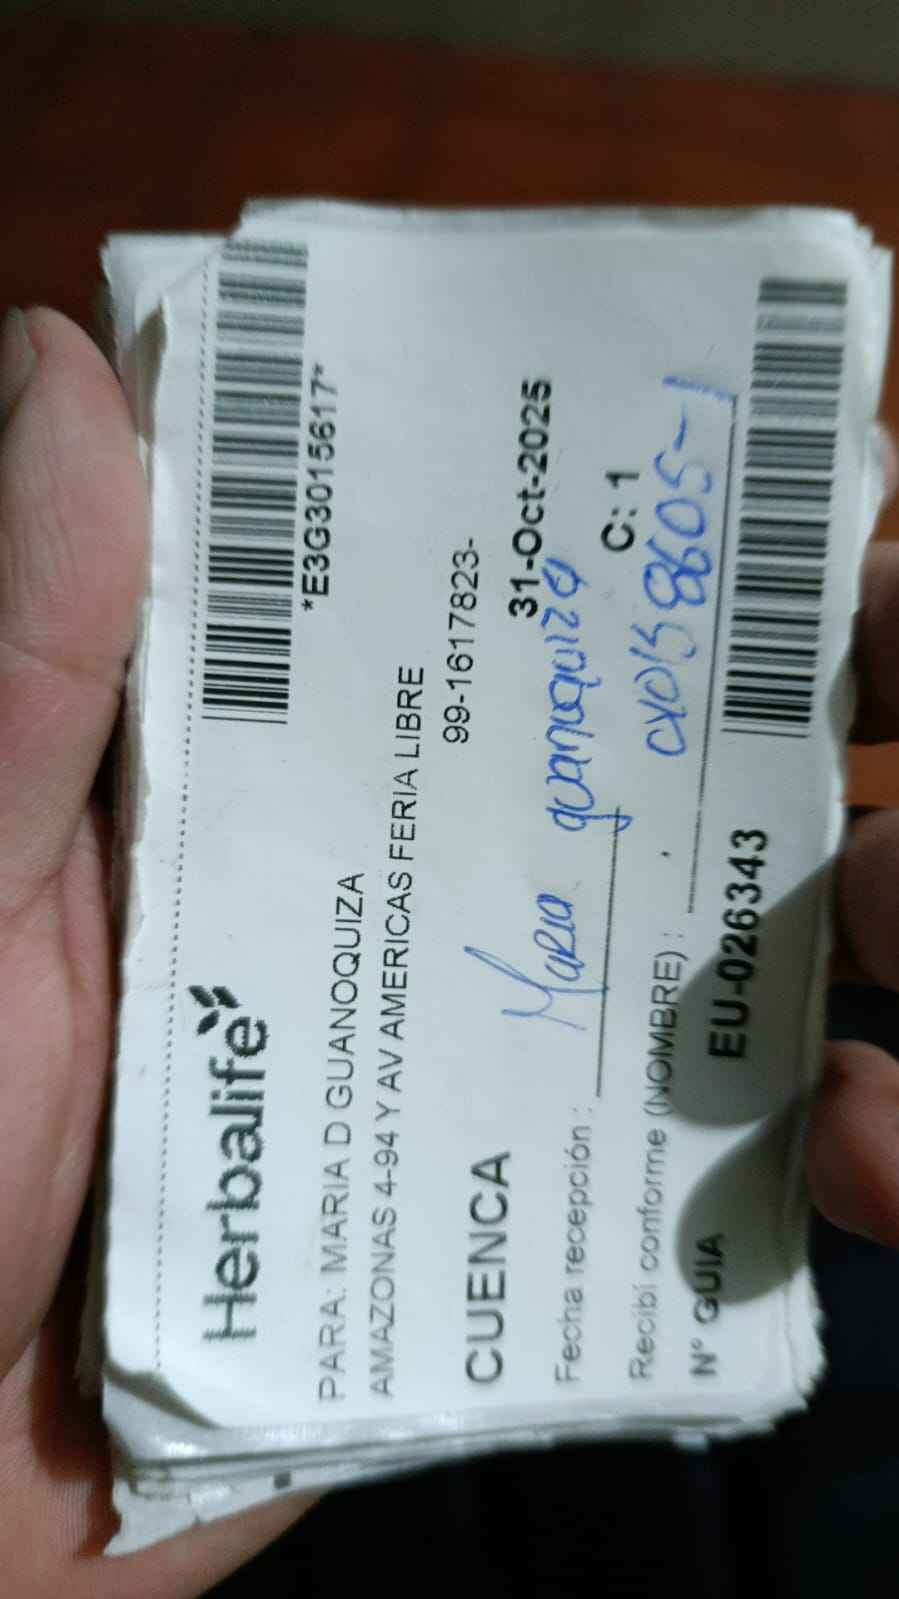 Herbalife
*E3G3015617*
PARA: MARIA D GUANOQUIZA
AMAZONAS 4-94 Y AV AMERICAS FERIA LIBRE
99-1617823-
CUENCA
31-Oct-2025
Maria guanoquiza
Fecha recepción :
C: 1
Recibí conforme (NOMBRE) :
N° GUIA EU-026343